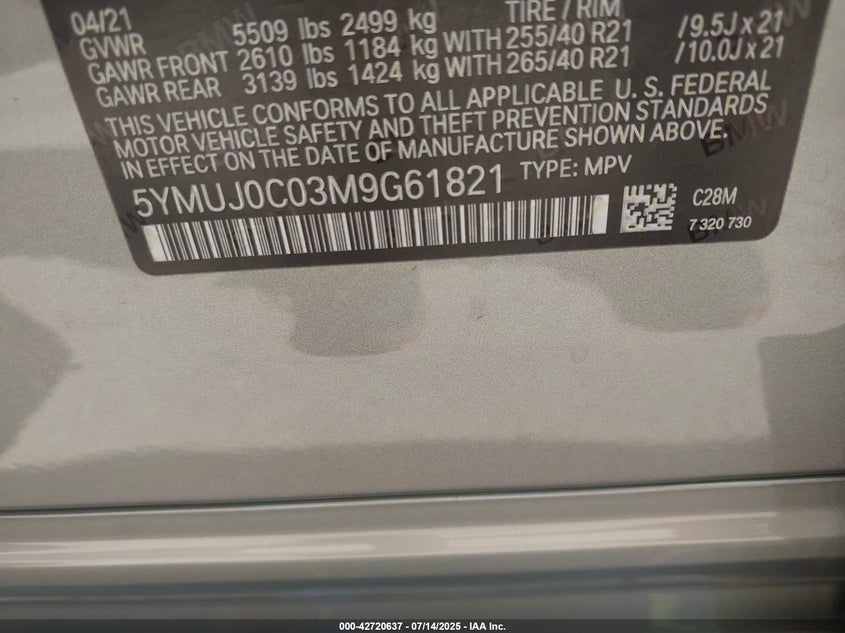 04/21 TIRE / RIM
GVWR 5509 lbs 2499 kg
GAWR FRONT 2610 lbs 1184 kg WITH 255/40 R21 /9.5J x 21
GAWR REAR 3139 lbs 1424 kg WITH 265/40 R21 /10.0J x 21
THIS VEHICLE CONFORMS TO ALL APPLICABLE U. S. FEDERAL
MOTOR VEHICLE SAFETY AND THEFT PREVENTION STANDARDS
IN EFFECT ON THE DATE OF MANUFACTURE SHOWN ABOVE.
5YMUJ0C03M9G61821 TYPE: MPV
C28M
7 320 730
BMW
000-42720637 - 07/14/2025 - IAA Inc.